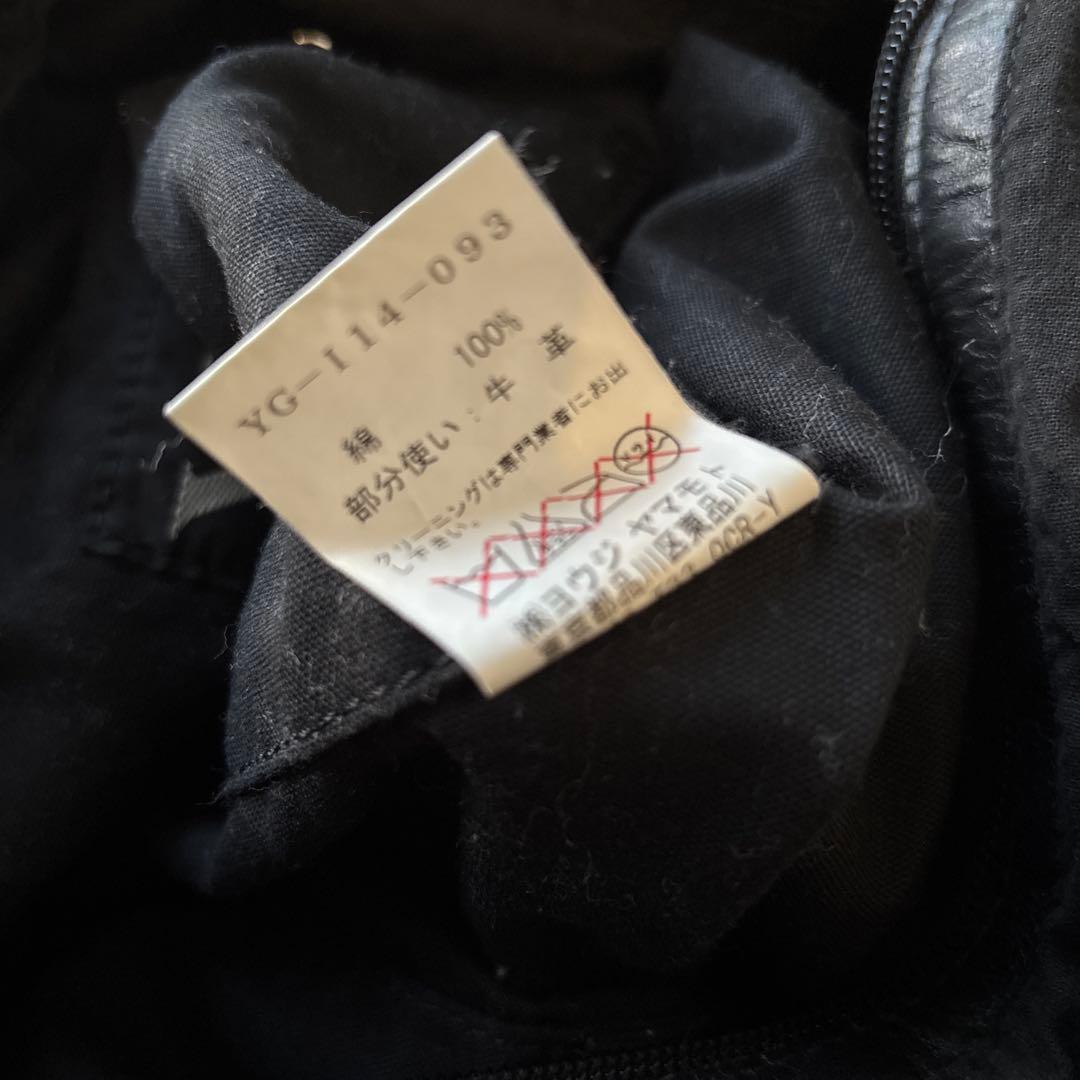 YG-I14-093
綿 100%
部分使い:牛 革
クリーニングは専門業者にお出
し下さい。
㈱ヨウジ ヤマモト
東京都品川区東品川
OCR-Y